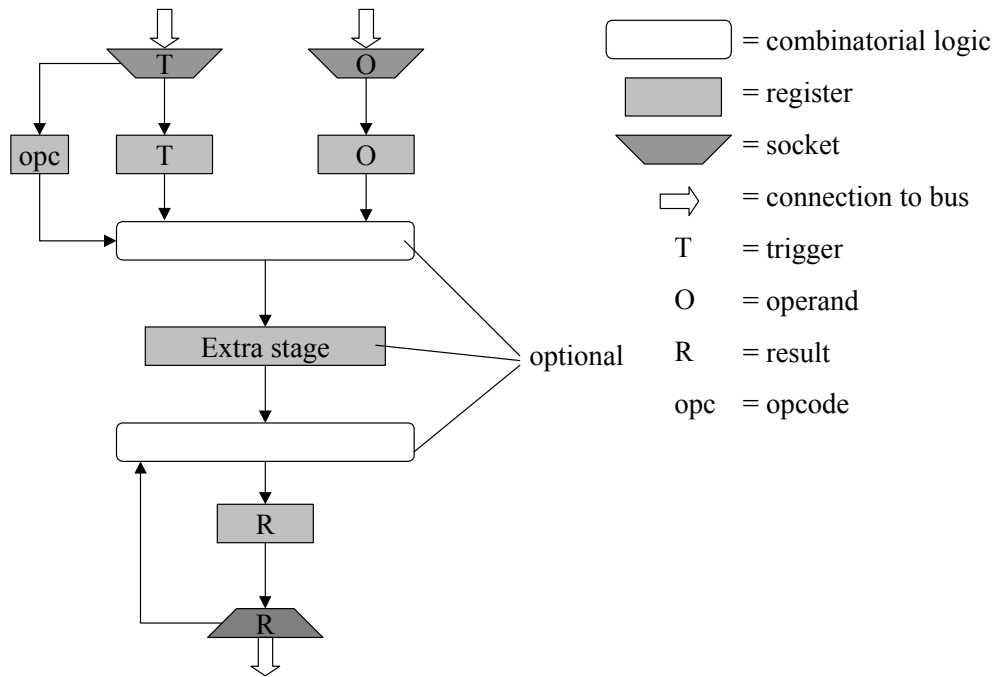 T
O
opc
T
O
Extra stage
optional
R
R
= combinatorial logic
= register
= socket
= connection to bus
T = trigger
O = operand
R = result
opc = opcode